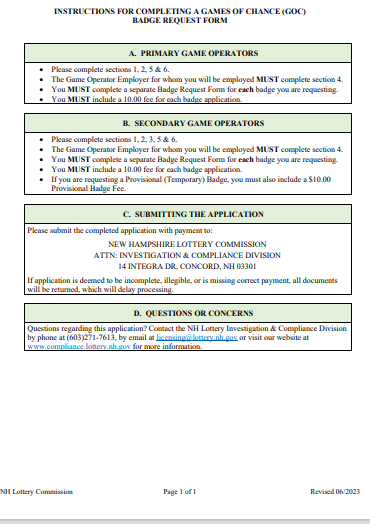 INSTRUCTIONS FOR COMPLETING A GAMES OF CHANCE (GOC)
BADGE REQUEST FORM
A. PRIMARY GAME OPERATORS
• Please complete sections 1, 2, 5 & 6.
• The Game Operator Employer for whom you will be employed MUST complete section 4.
• You MUST complete a separate Badge Request Form for each badge you are requesting.
• You MUST include a 10.00 fee for each badge application.
B. SECONDARY GAME OPERATORS
• Please complete sections 1, 2, 3, 5 & 6.
• The Game Operator Employer for whom you will be employed MUST complete section 4.
• You MUST complete a separate Badge Request Form for each badge you are requesting.
• You MUST include a 10.00 fee for each badge application.
• If you are requesting a Provisional (Temporary) Badge, you must also include a $10.00
Provisional Badge Fee.
C. SUBMITTING THE APPLICATION
Please submit the completed application with payment to:
NEW HAMPSHIRE LOTTERY COMMISSION
ATTN: INVESTIGATION & COMPLIANCE DIVISION
14 INTEGRA DR, CONCORD, NH 03301
If application is deemed to be incomplete, illegible, or is missing correct payment, all documents
will be returned, which will delay processing.
D. QUESTIONS OR CONCERNS
Questions regarding this application? Contact the NH Lottery Investigation & Compliance Division
by phone at (603)271-7613, by email at licensing@lottery.nh.gov or visit our website at
www.compliance.lottery.nh.gov for more information.
NH Lottery Commission Page 1 of 1 Revised 06/2023